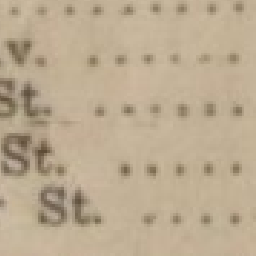 . . . . . . . . .
v. . . . . . .
St. . . . . . .
St. . . . . .
St. . . . . .